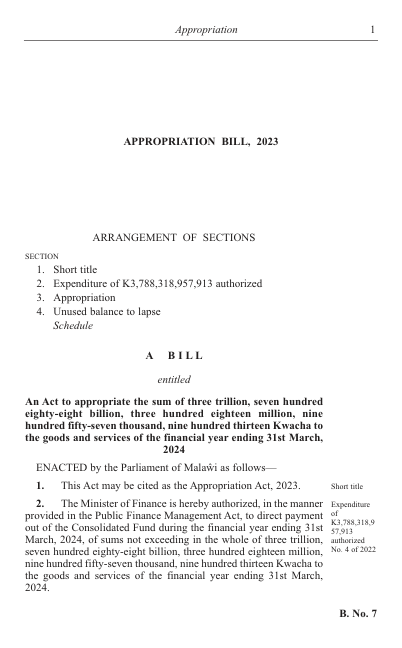 Appropriation 1
APPROPRIATION BILL, 2023
ARRANGEMENT OF SECTIONS
SECTION
1. Short title
2. Expenditure of K3,788,318,957,913 authorized
3. Appropriation
4. Unused balance to lapse
Schedule
A BILL
entitled
An Act to appropriate the sum of three trillion, seven hundred
eighty-eight billion, three hundred eighteen million, nine
hundred fifty-seven thousand, nine hundred thirteen Kwacha to
the goods and services of the financial year ending 31st March,
2024
ENACTED by the Parliament of Malaŵi as follows—
1. This Act may be cited as the Appropriation Act, 2023.
Short title
2. The Minister of Finance is hereby authorized, in the manner
provided in the Public Finance Management Act, to direct payment
out of the Consolidated Fund during the financial year ending 31st
March, 2024, of sums not exceeding in the whole of three trillion,
seven hundred eighty-eight billion, three hundred eighteen million,
nine hundred fifty-seven thousand, nine hundred thirteen Kwacha to
the goods and services of the financial year ending 31st March,
2024.
Expenditure
of
K3,788,318,9
57,913
authorized
No. 4 of 2022
B. No. 7